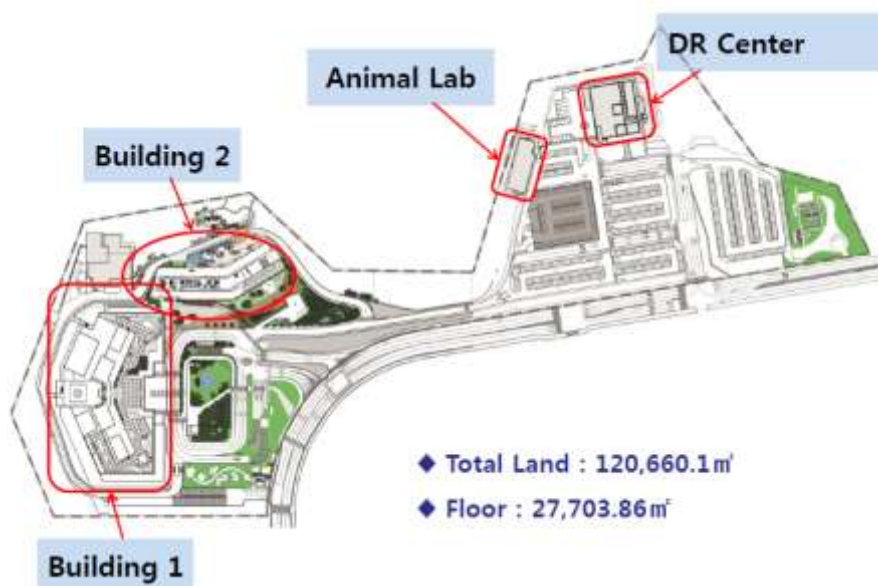 DR Center
Animal Lab
Building 2
◆ Total Land : 120,660.1㎡
◆ Floor : 27,703.86㎡
Building 1